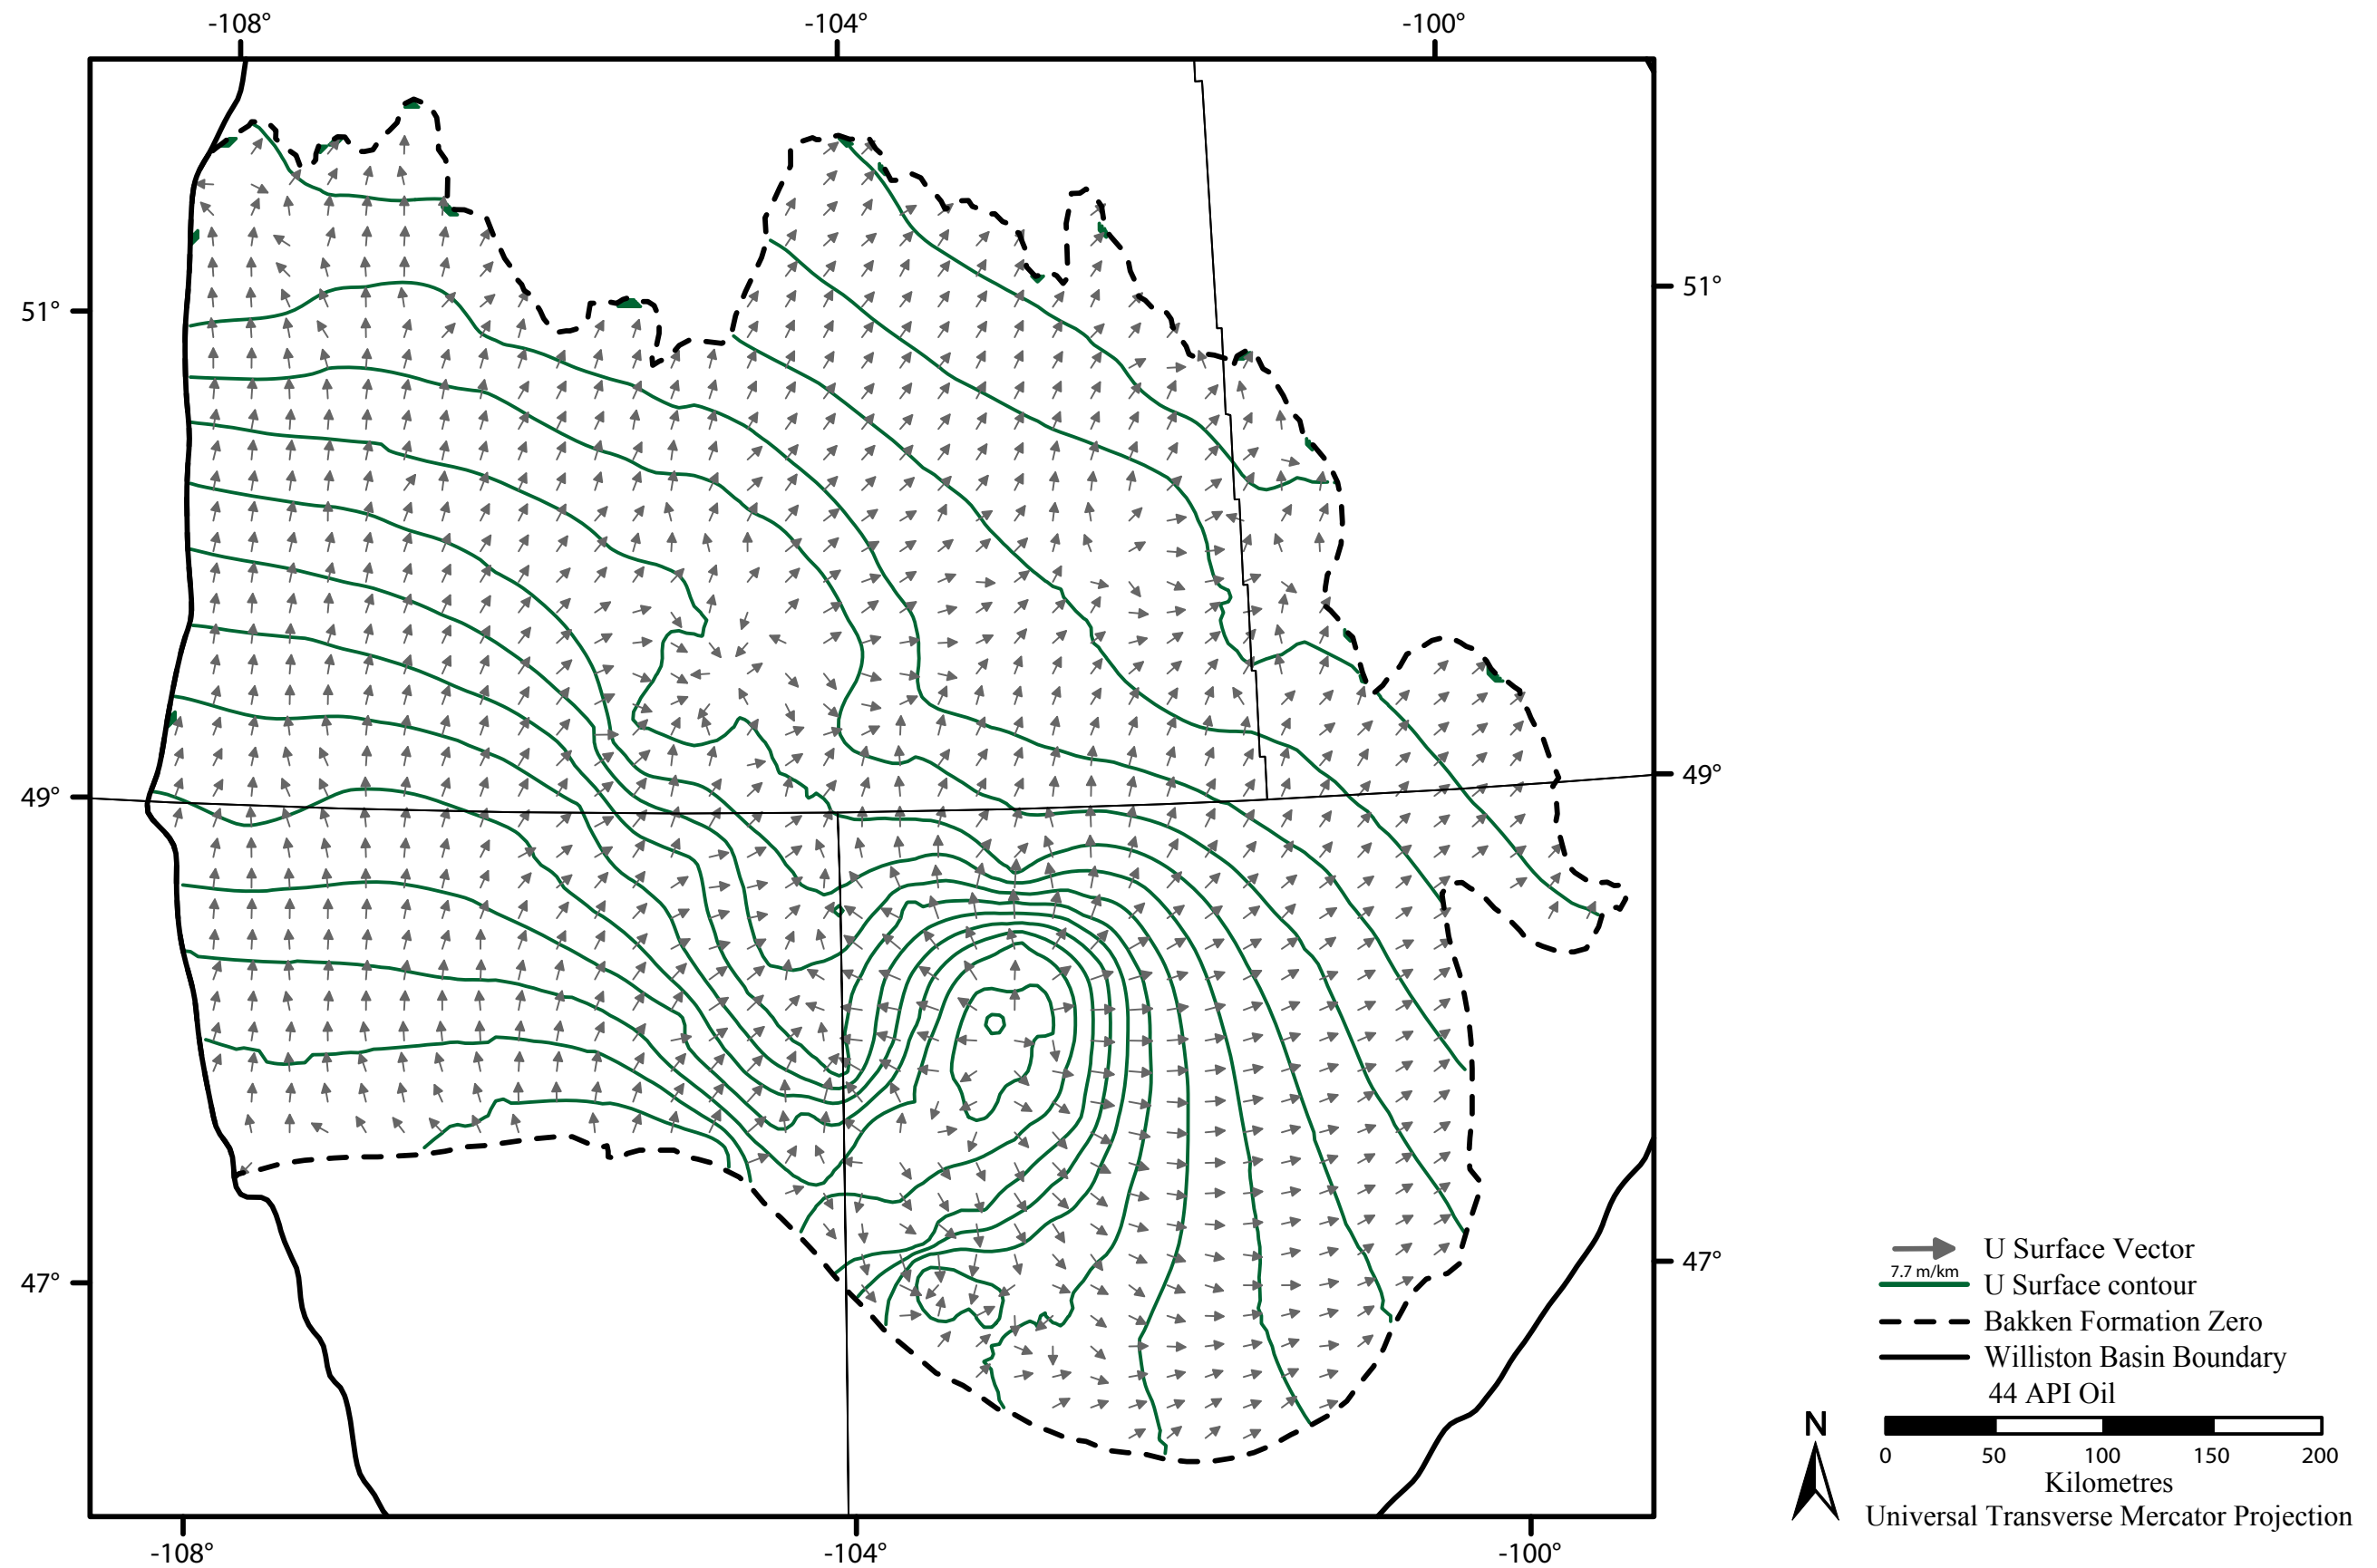 -108°
-104°
-100°
51°
51°
49°
49°
47°
47°
-108°
-104°
-100°
U Surface Vector
7.7 m/km
U Surface contour
Bakken Formation Zero
Williston Basin Boundary
44 API Oil
N
0 50 100 150 200
Kilometres
Universal Transverse Mercator Projection